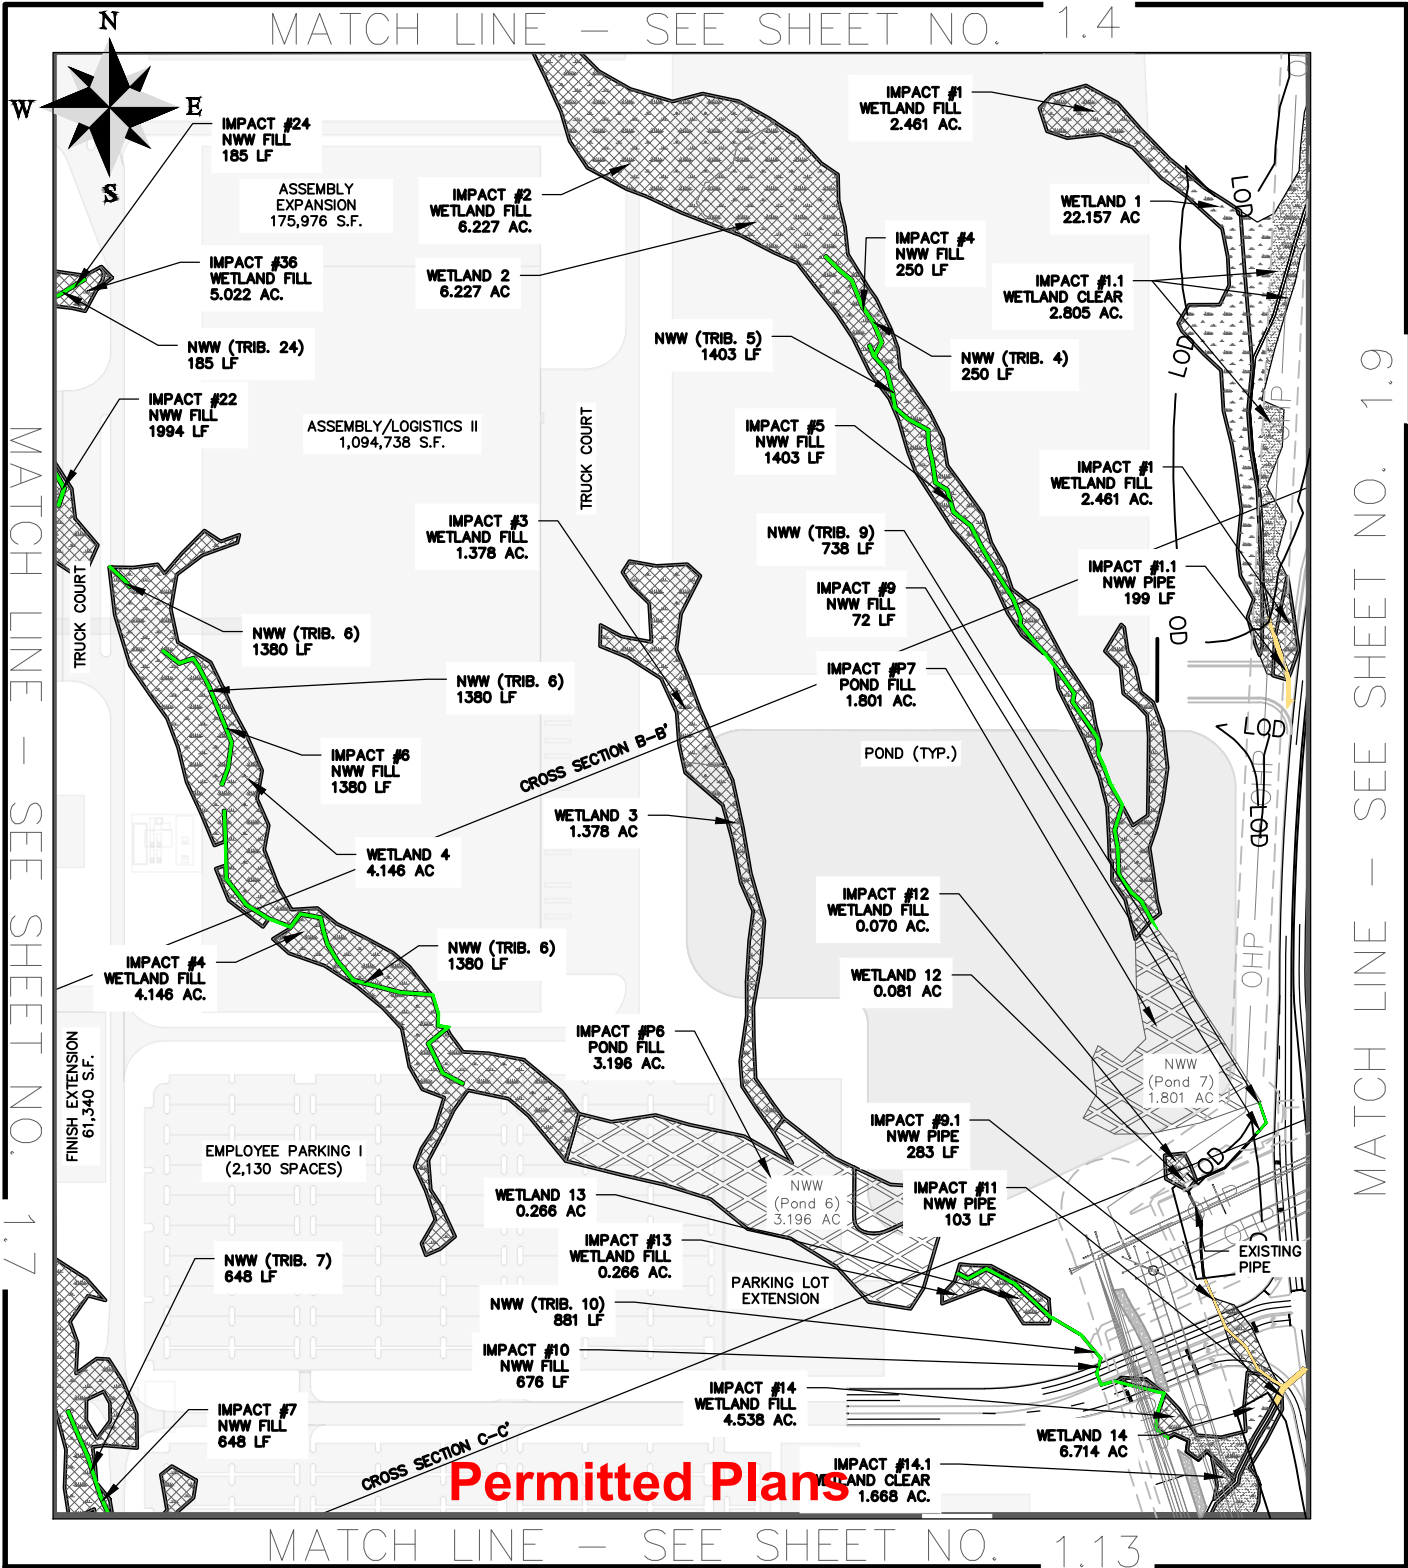 MATCH LINE - SEE SHEET NO. 1.4
N
W
E
S
IMPACT #24
NWW FILL
185 LF
ASSEMBLY
EXPANSION
175,976 S.F.
IMPACT #36
WETLAND FILL
5.022 AC.
NWW (TRIB. 24)
185 LF
IMPACT #22
NWW FILL
1994 LF
ASSEMBLY/LOGISTICS II
1,094,738 S.F.
IMPACT #2
WETLAND FILL
6.227 AC.
WETLAND 2
6.227 AC
IMPACT #1
WETLAND FILL
2.461 AC.
WETLAND 1
22.157 AC
LOD
IMPACT #4
NWW FILL
250 LF
IMPACT #1.1
WETLAND CLEAR
2.805 AC.
NWW (TRIB. 5)
1403 LF
NWW (TRIB. 4)
250 LF
LOD
TRUCK COURT
IMPACT #5
NWW FILL
1403 LF
IMPACT #1
WETLAND FILL
2.461 AC.
IMPACT #3
WETLAND FILL
1.378 AC.
NWW (TRIB. 9)
738 LF
IMPACT #1.1
NWW PIPE
199 LF
TRUCK COURT
IMPACT #9
NWW FILL
72 LF
OD
NWW (TRIB. 6)
1380 LF
NWW (TRIB. 6)
1380 LF
IMPACT #P7
POND FILL
1.801 AC.
LOD
IMPACT #6
NWW FILL
1380 LF
CROSS SECTION B-B'
POND (TYP.)
WETLAND 3
1.378 AC
LOD
WETLAND 4
4.146 AC
IMPACT #12
WETLAND FILL
0.070 AC.
NWW (TRIB. 6)
1380 LF
IMPACT #4
WETLAND FILL
4.146 AC.
WETLAND 12
0.081 AC
OHP
FINISH EXTENSION
61,340 S.F.
IMPACT #P6
POND FILL
3.196 AC.
NWW
(Pond 7)
1.801 AC
EMPLOYEE PARKING I
(2,130 SPACES)
IMPACT #9.1
NWW PIPE
283 LF
LOD
WETLAND 13
0.266 AC
NWW
(Pond 6)
3.196 AC
IMPACT #11
NWW PIPE
103 LF
IMPACT #13
WETLAND FILL
0.266 AC.
EXISTING
PIPE
NWW (TRIB. 7)
648 LF
PARKING LOT
EXTENSION
NWW (TRIB. 10)
881 LF
IMPACT #10
NWW FILL
676 LF
IMPACT #7
NWW FILL
648 LF
IMPACT #14
WETLAND FILL
4.538 AC.
WETLAND 14
6.714 AC
CROSS SECTION C-C'
IMPACT #14.1
WETLAND CLEAR
1.668 AC.
Permitted Plans
MATCH LINE - SEE SHEET NO. 1.7
MATCH LINE - SEE SHEET NO. 1.9
MATCH LINE - SEE SHEET NO. 1.13